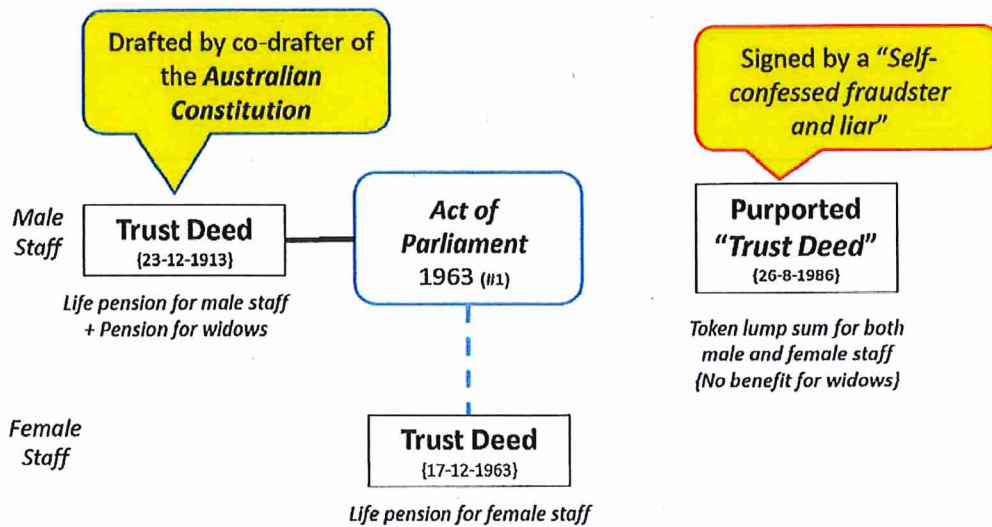 Drafted by co-drafter of
the Australian
Constitution
Signed by a "Self-
confessed fraudster
and liar"
Male
Staff
Trust Deed
{23-12-1913}
Life pension for male staff
+ Pension for widows
Act of
Parliament
1963 (#1)
Purported
"Trust Deed"
{26-8-1986}
Token lump sum for both
male and female staff
{No benefit for widows}
Female
Staff
Trust Deed
{17-12-1963}
Life pension for female staff